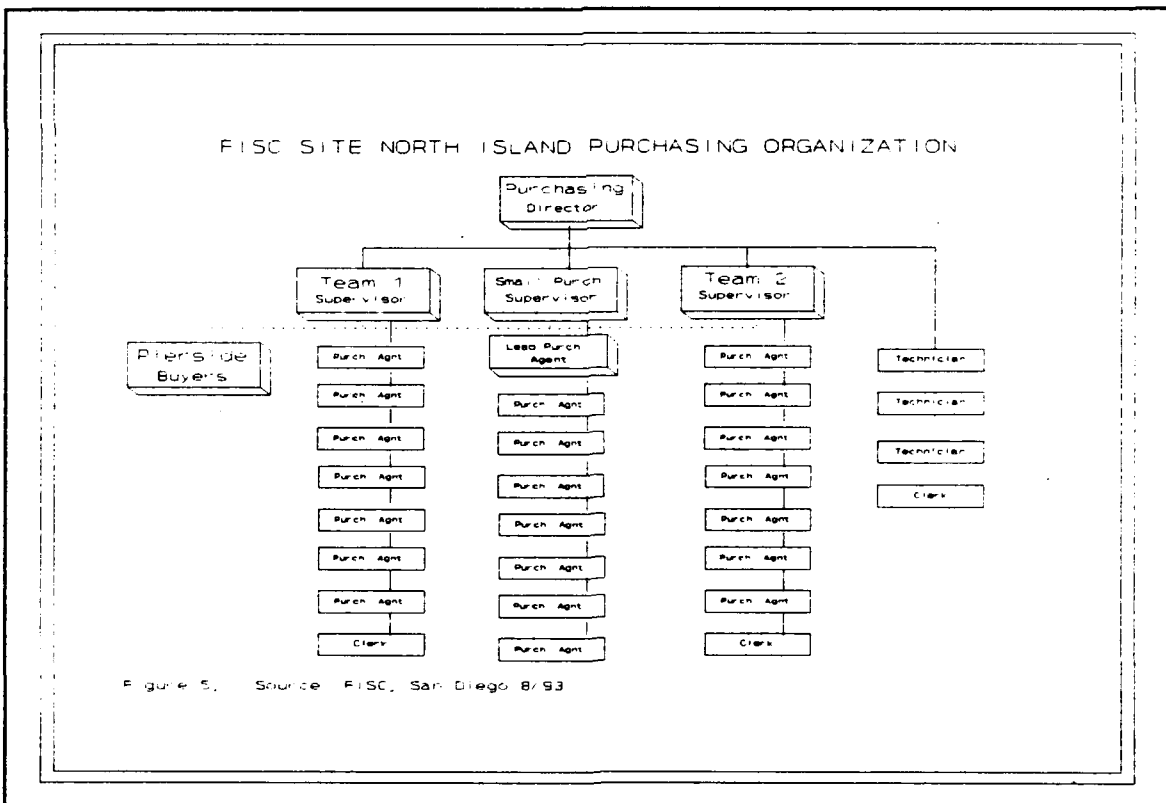 FISC SITE NORTH ISLAND PURCHASING ORGANIZATION
Purchasing
Director
Team 1
Supervisor
Small Purch
Supervisor
Team 2
Supervisor
Pierside
Buyers
Purch Agnt
Purch Agnt
Purch Agnt
Purch Agnt
Purch Agnt
Purch Agnt
Purch Agnt
Clerk
Lead Purch
Agent
Purch Agnt
Purch Agnt
Purch Agnt
Purch Agnt
Purch Agnt
Purch Agnt
Purch Agnt
Purch Agnt
Purch Agnt
Purch Agnt
Purch Agnt
Purch Agnt
Purch Agnt
Purch Agnt
Clerk
Technician
Technician
Technician
Clerk
Figure 5, Source FISC, San Diego 8/93